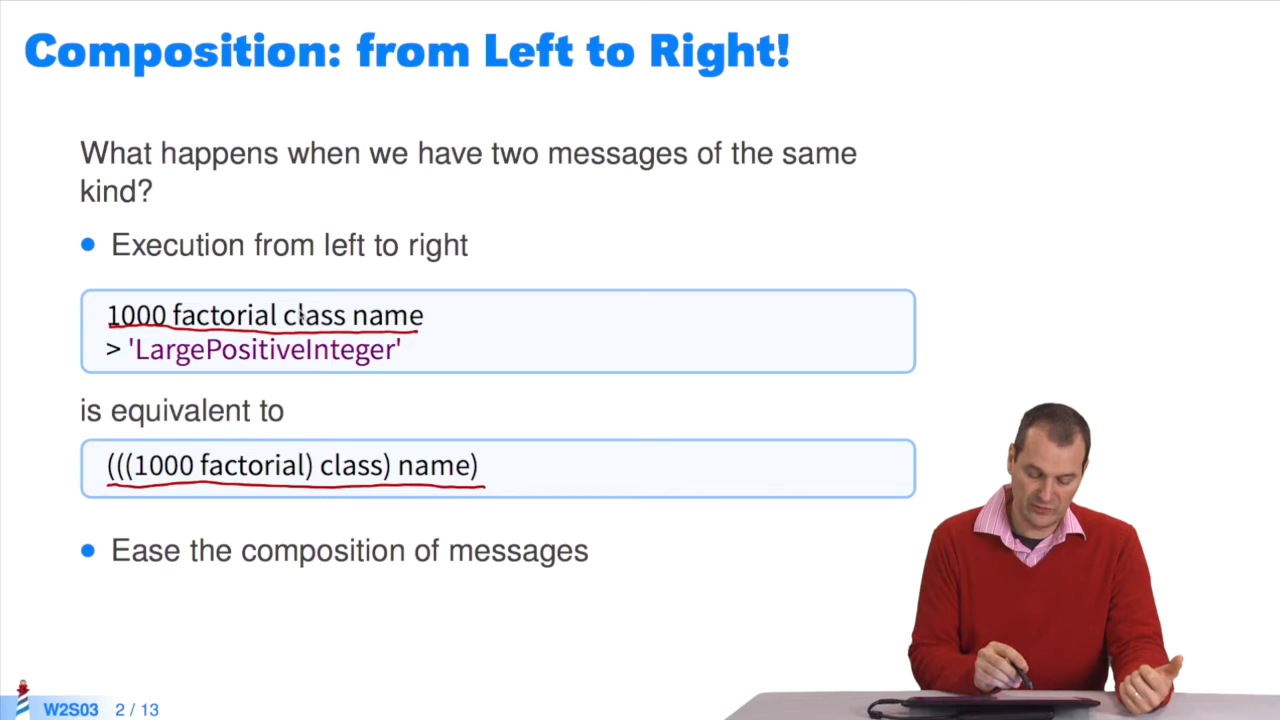 Composition: from Left to Right!
What happens when we have two messages of the same
kind?
Execution from left to right
1000 factorial class name
> 'LargePositiveInteger'
is equivalent to
(((1000 factorial) class) name)
Ease the composition of messages
W2S03 2 / 13